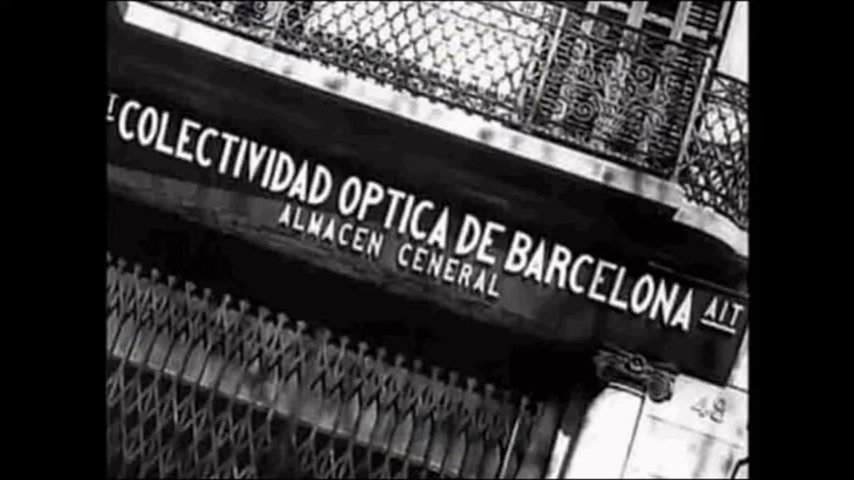 COLECTIVIDAD OPTICA DE BARCELONA AIT
ALMACEN GENERAL
48